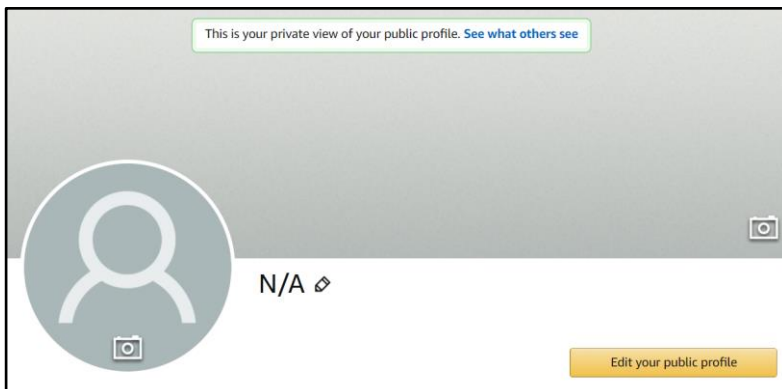 This is your private view of your public profile. See what others see
N/A
Edit your public profile